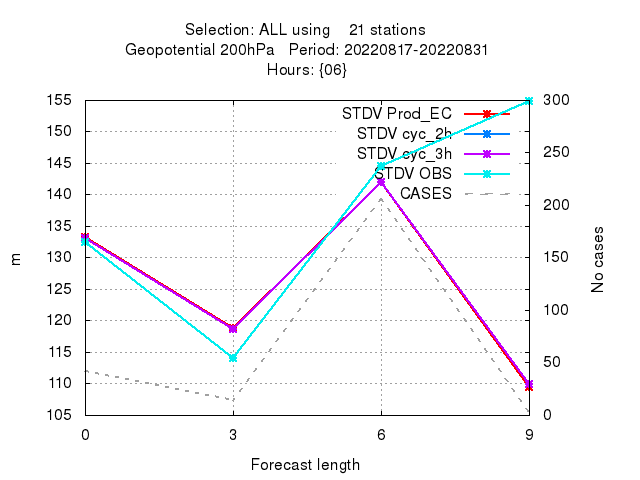 Selection: ALL using    21 stations
Geopotential 200hPa   Period: 20220817-20220831
Hours: {06}
155
150
145
140
135
130
125
120
115
110
105
300
250
200
150
100
50
0
STDV Prod_EC
STDV cyc_2h
STDV cyc_3h
STDV OBS
CASES
m
No cases
0 3 6 9
Forecast length